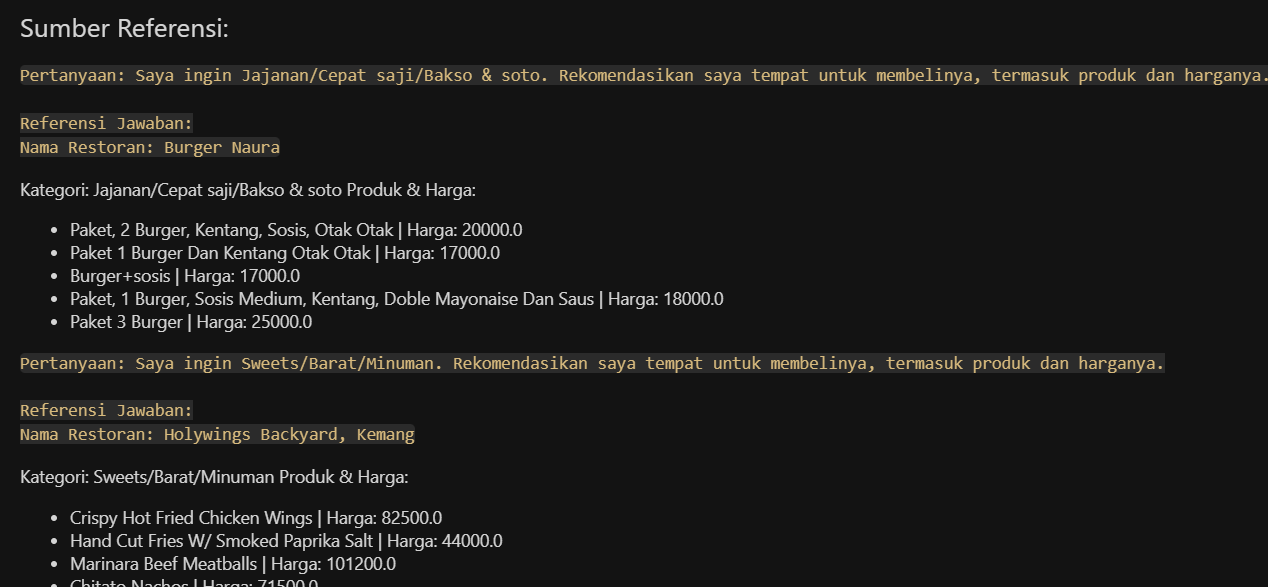 Sumber Referensi:
Pertanyaan: Saya ingin Jajanan/Cepat saji/Bakso & soto. Rekomendasikan saya tempat untuk membelinya, termasuk produk dan harganya.
Referensi Jawaban:
Nama Restoran: Burger Naura
Kategori: Jajanan/Cepat saji/Bakso & soto Produk & Harga:
• Paket, 2 Burger, Kentang, Sosis, Otak Otak | Harga: 20000.0
• Paket 1 Burger Dan Kentang Otak Otak | Harga: 17000.0
• Burger+sosis | Harga: 17000.0
• Paket, 1 Burger, Sosis Medium, Kentang, Doble Mayonaise Dan Saus | Harga: 18000.0
• Paket 3 Burger | Harga: 25000.0
Pertanyaan: Saya ingin Sweets/Barat/Minuman. Rekomendasikan saya tempat untuk membelinya, termasuk produk dan harganya.
Referensi Jawaban:
Nama Restoran: Holywings Backyard, Kemang
Kategori: Sweets/Barat/Minuman Produk & Harga:
• Crispy Hot Fried Chicken Wings | Harga: 82500.0
• Hand Cut Fries W/ Smoked Paprika Salt | Harga: 44000.0
• Marinara Beef Meatballs | Harga: 101200.0
• Chitato Nachos | Harga: 71500.0